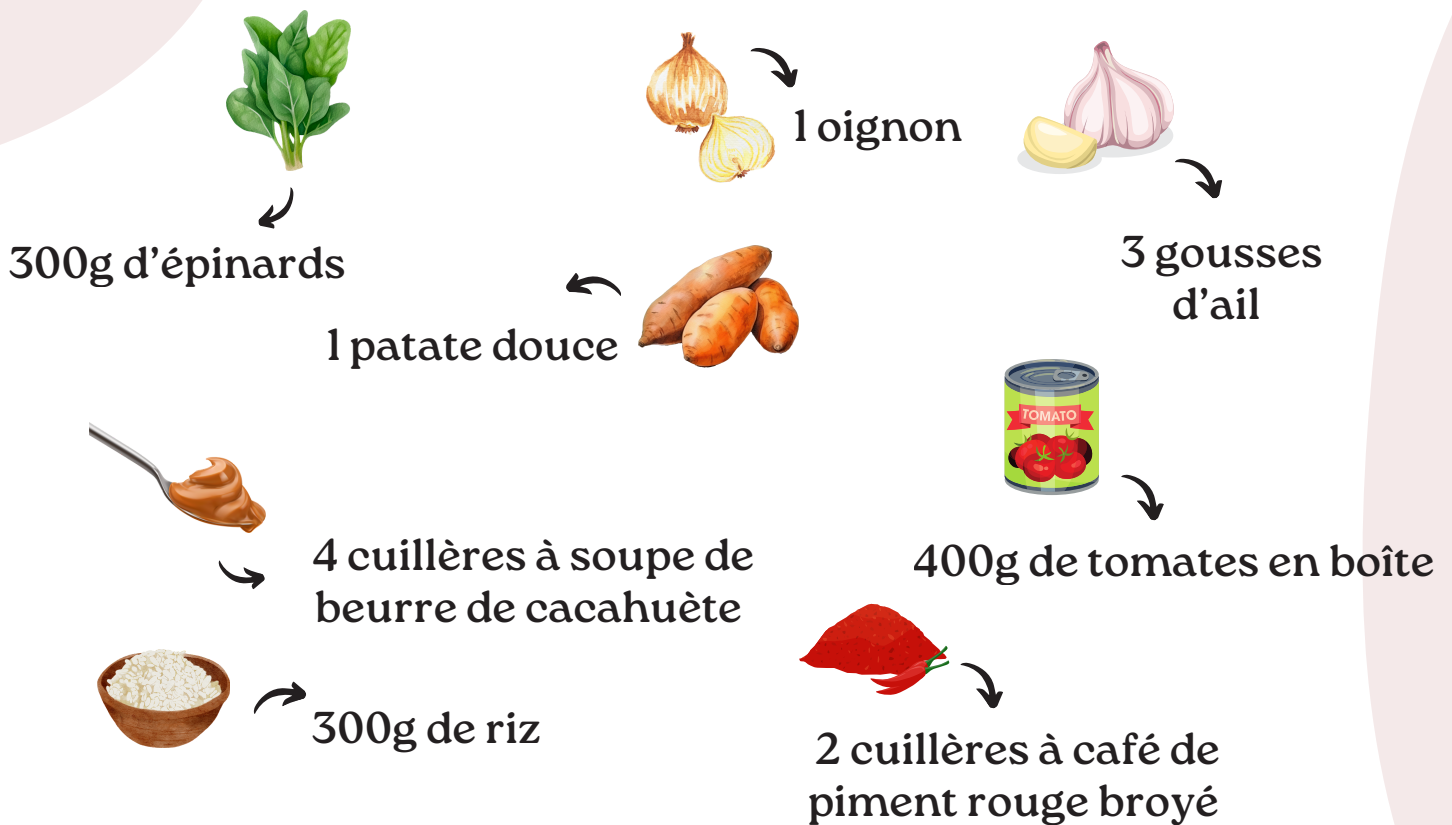 1 oignon
300g d'épinards
3 gousses
d'ail
1 patate douce
TOMATO
4 cuillères à soupe de
beurre de cacahuète
400g de tomates en boîte
300g de riz
2 cuillères à café de
piment rouge broyé